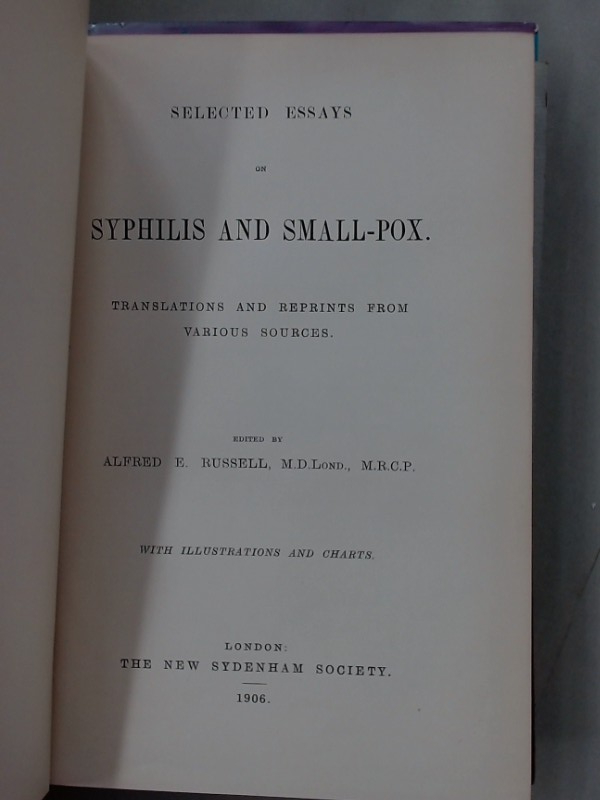 SELECTED ESSAYS
ON
SYPHILIS AND SMALL-POX.
TRANSLATIONS AND REPRINTS FROM
VARIOUS SOURCES.
EDITED BY
ALFRED E. RUSSELL, M.D.LOND., M.R.C.P.
WITH ILLUSTRATIONS AND CHARTS.
LONDON:
THE NEW SYDENHAM SOCIETY.
1906.